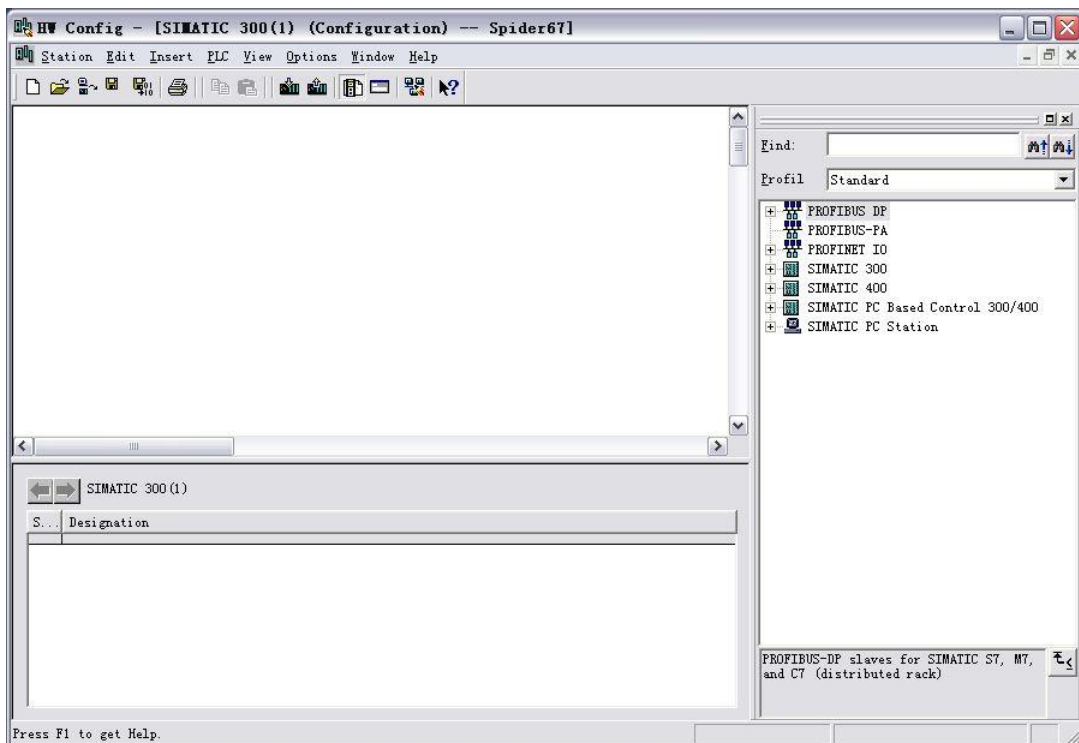 HW Config - [SIMATIC 300(1) (Configuration) -- Spider67]
Station Edit Insert PLC View Options Window Help
Find:
Profil Standard
PROFIBUS DP
PROFIBUS-PA
PROFINET IO
SIMATIC 300
SIMATIC 400
SIMATIC PC Based Control 300/400
SIMATIC PC Station
SIMATIC 300(1)
S... Designation
PROFIBUS-DP slaves for SIMATIC S7, M7,
and C7 (distributed rack)
Press F1 to get Help.